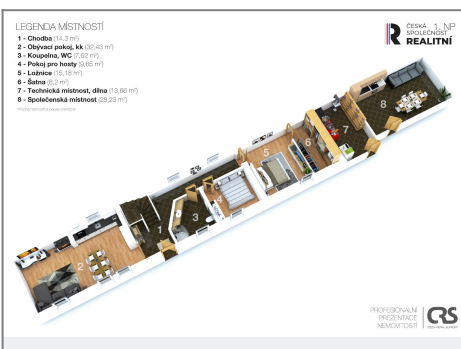 LEGENDA MÍSTNOSTÍ
1 - Chodba (14,3 m²)
2 - Obývací pokoj, kk (32,43 m²)
3 - Koupelna, WC (7,02 m²)
4 - Pokoj pro hosty (9,65 m²)
5 - Ložnice (15,18 m²)
6 - Šatna (8,2 m²)
7 - Technická místnost, dílna (13,66 m²)
8 - Společenská místnost (28,23 m²)
ČESKÁ
SPOLEČNOST
REALITNÍ
1. NP
8
7
6
5
4
3
1
2
PROFESIONÁLNÍ
PREZENTACE
NEMOVITOSTÍ
CRS